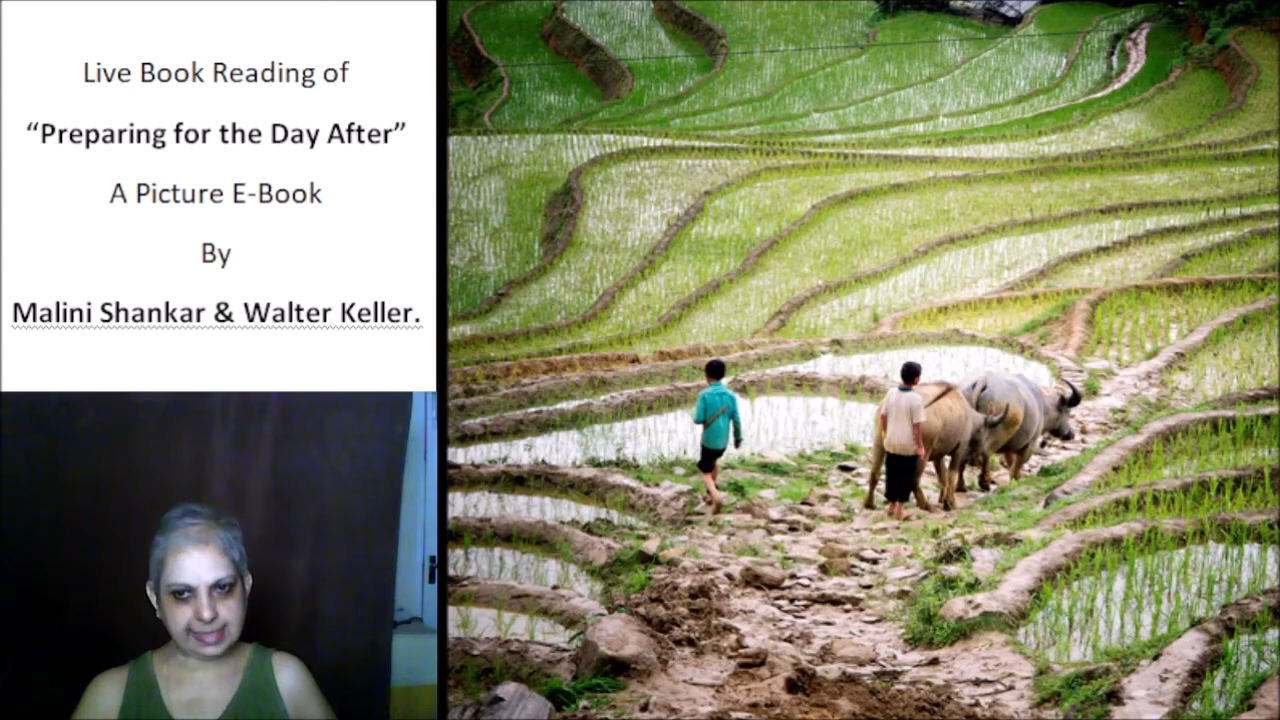 Live Book Reading of
“Preparing for the Day After”
A Picture E-Book
By
Malini Shankar & Walter Keller.